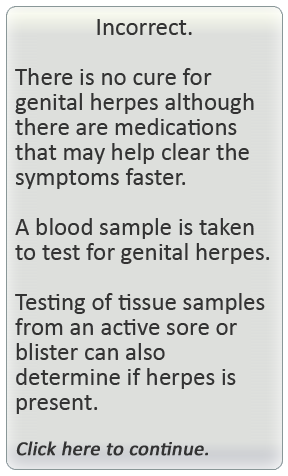 Incorrect.
There is no cure for
genital herpes although
there are medications
that may help clear the
symptoms faster.
A blood sample is taken
to test for genital herpes.
Testing of tissue samples
from an active sore or
blister can also
determine if herpes is
present.
Click here to continue.